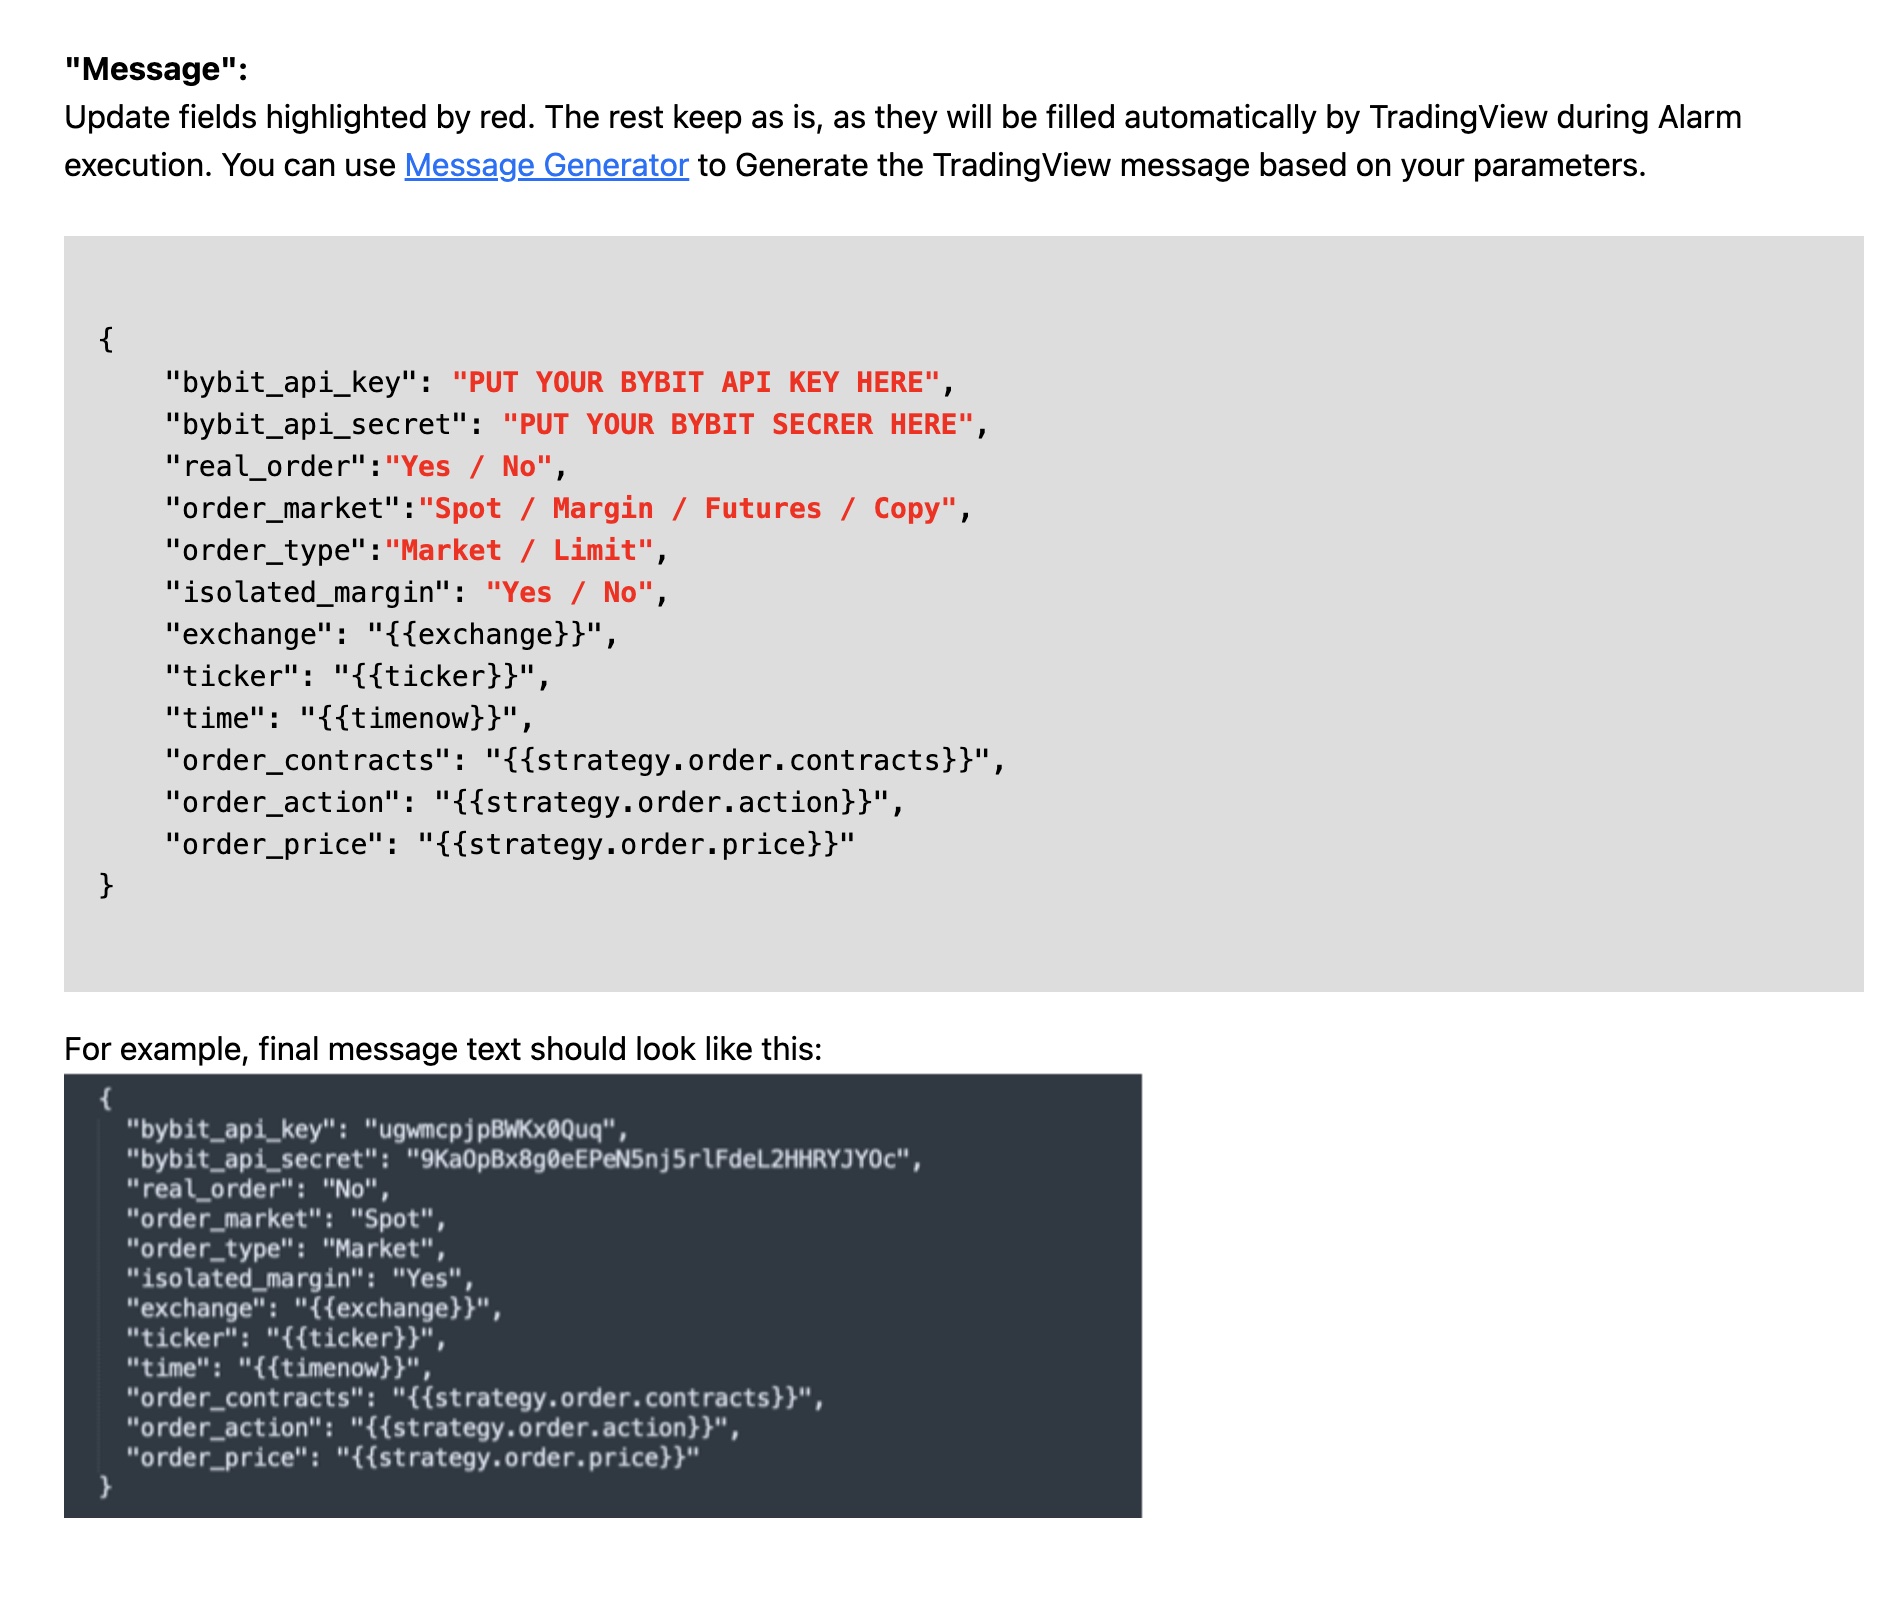 "Message":
Update fields highlighted by red. The rest keep as is, as they will be filled automatically by TradingView during Alarm
execution. You can use Message Generator to Generate the TradingView message based on your parameters.
{
"bybit_api_key": "PUT YOUR BYBIT API KEY HERE",
"bybit_api_secret": "PUT YOUR BYBIT SECRER HERE",
"real_order":"Yes / No",
"order_market":"Spot / Margin / Futures / Copy",
"order_type":"Market / Limit",
"isolated_margin": "Yes / No",
"exchange": "{{exchange}}",
"ticker": "{{ticker}}",
"time": "{{timenow}}",
"order_contracts": "{{strategy.order.contracts}}",
"order_action": "{{strategy.order.action}}",
"order_price": "{{strategy.order.price}}"
}
For example, final message text should look like this:
{
"bybit_api_key": "ugwmcpjpBWKx0Quq",
"bybit_api_secret": "9KaOpBx8g0eEPeN5nj5rlFdeL2HHRYJYOc",
"real_order": "No",
"order_market": "Spot",
"order_type": "Market",
"isolated_margin": "Yes",
"exchange": "{{exchange}}",
"ticker": "{{ticker}}",
"time": "{{timenow}}",
"order_contracts": "{{strategy.order.contracts}}",
"order_action": "{{strategy.order.action}}",
"order_price": "{{strategy.order.price}}"
}